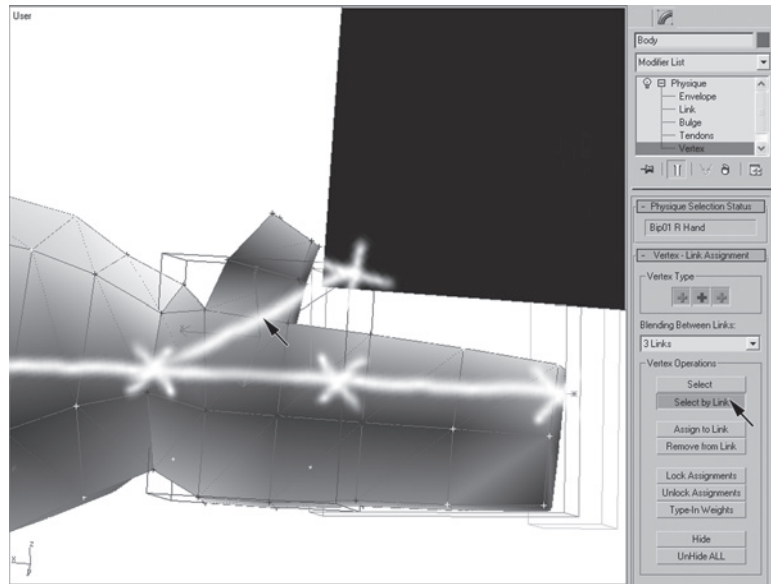 User
Body
Modifier List
Physique
Envelope
Link
Bulge
Tendons
Vertex
- Physique Selection Status
Bip01 R Hand
- Vertex - Link Assignment
Vertex Type
Blending Between Links:
3 Links
Vertex Operations
Select
Select by Link
Assign to Link
Remove from Link
Lock Assignments
Unlock Assignments
Type-In Weights
Hide
UnHide ALL
z
x